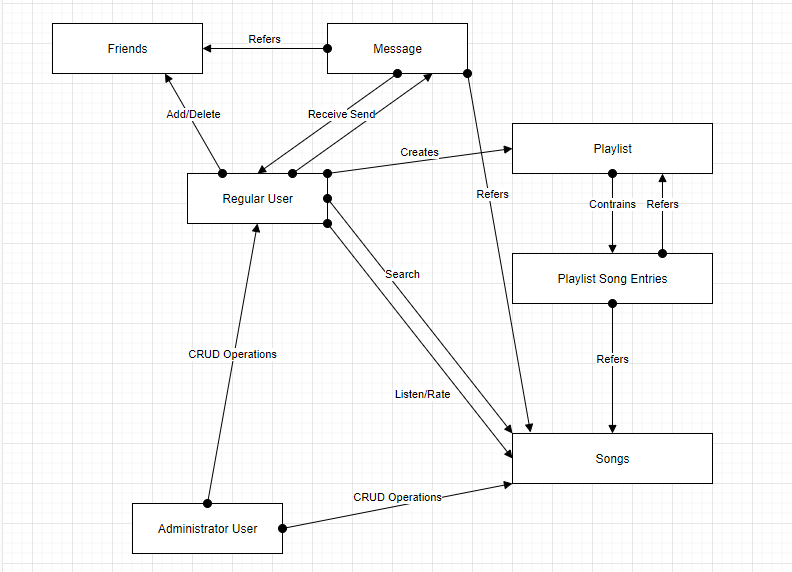 Friends
Refers
Message
Add/Delete
Receive Send
Creates
Playlist
Regular User
Refers
Contrains
Refers
Search
Playlist Song Entries
CRUD Operations
Refers
Listen/Rate
Songs
CRUD Operations
Administrator User